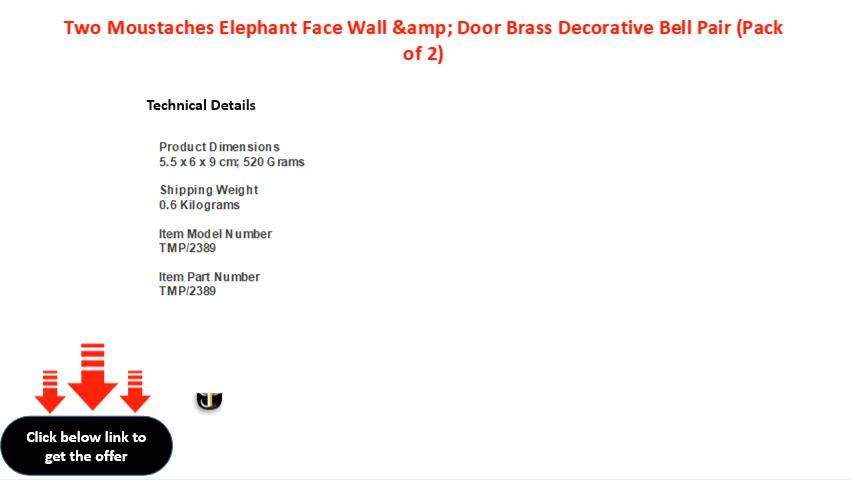 Two Moustaches Elephant Face Wall &amp; Door Brass Decorative Bell Pair (Pack
of 2)
Technical Details
Product Dimensions
5.5 x 6 x 9 cm; 520 Grams
Shipping Weight
0.6 Kilograms
Item Model Number
TMP/2389
Item Part Number
TMP/2389
Click below link to
get the offer